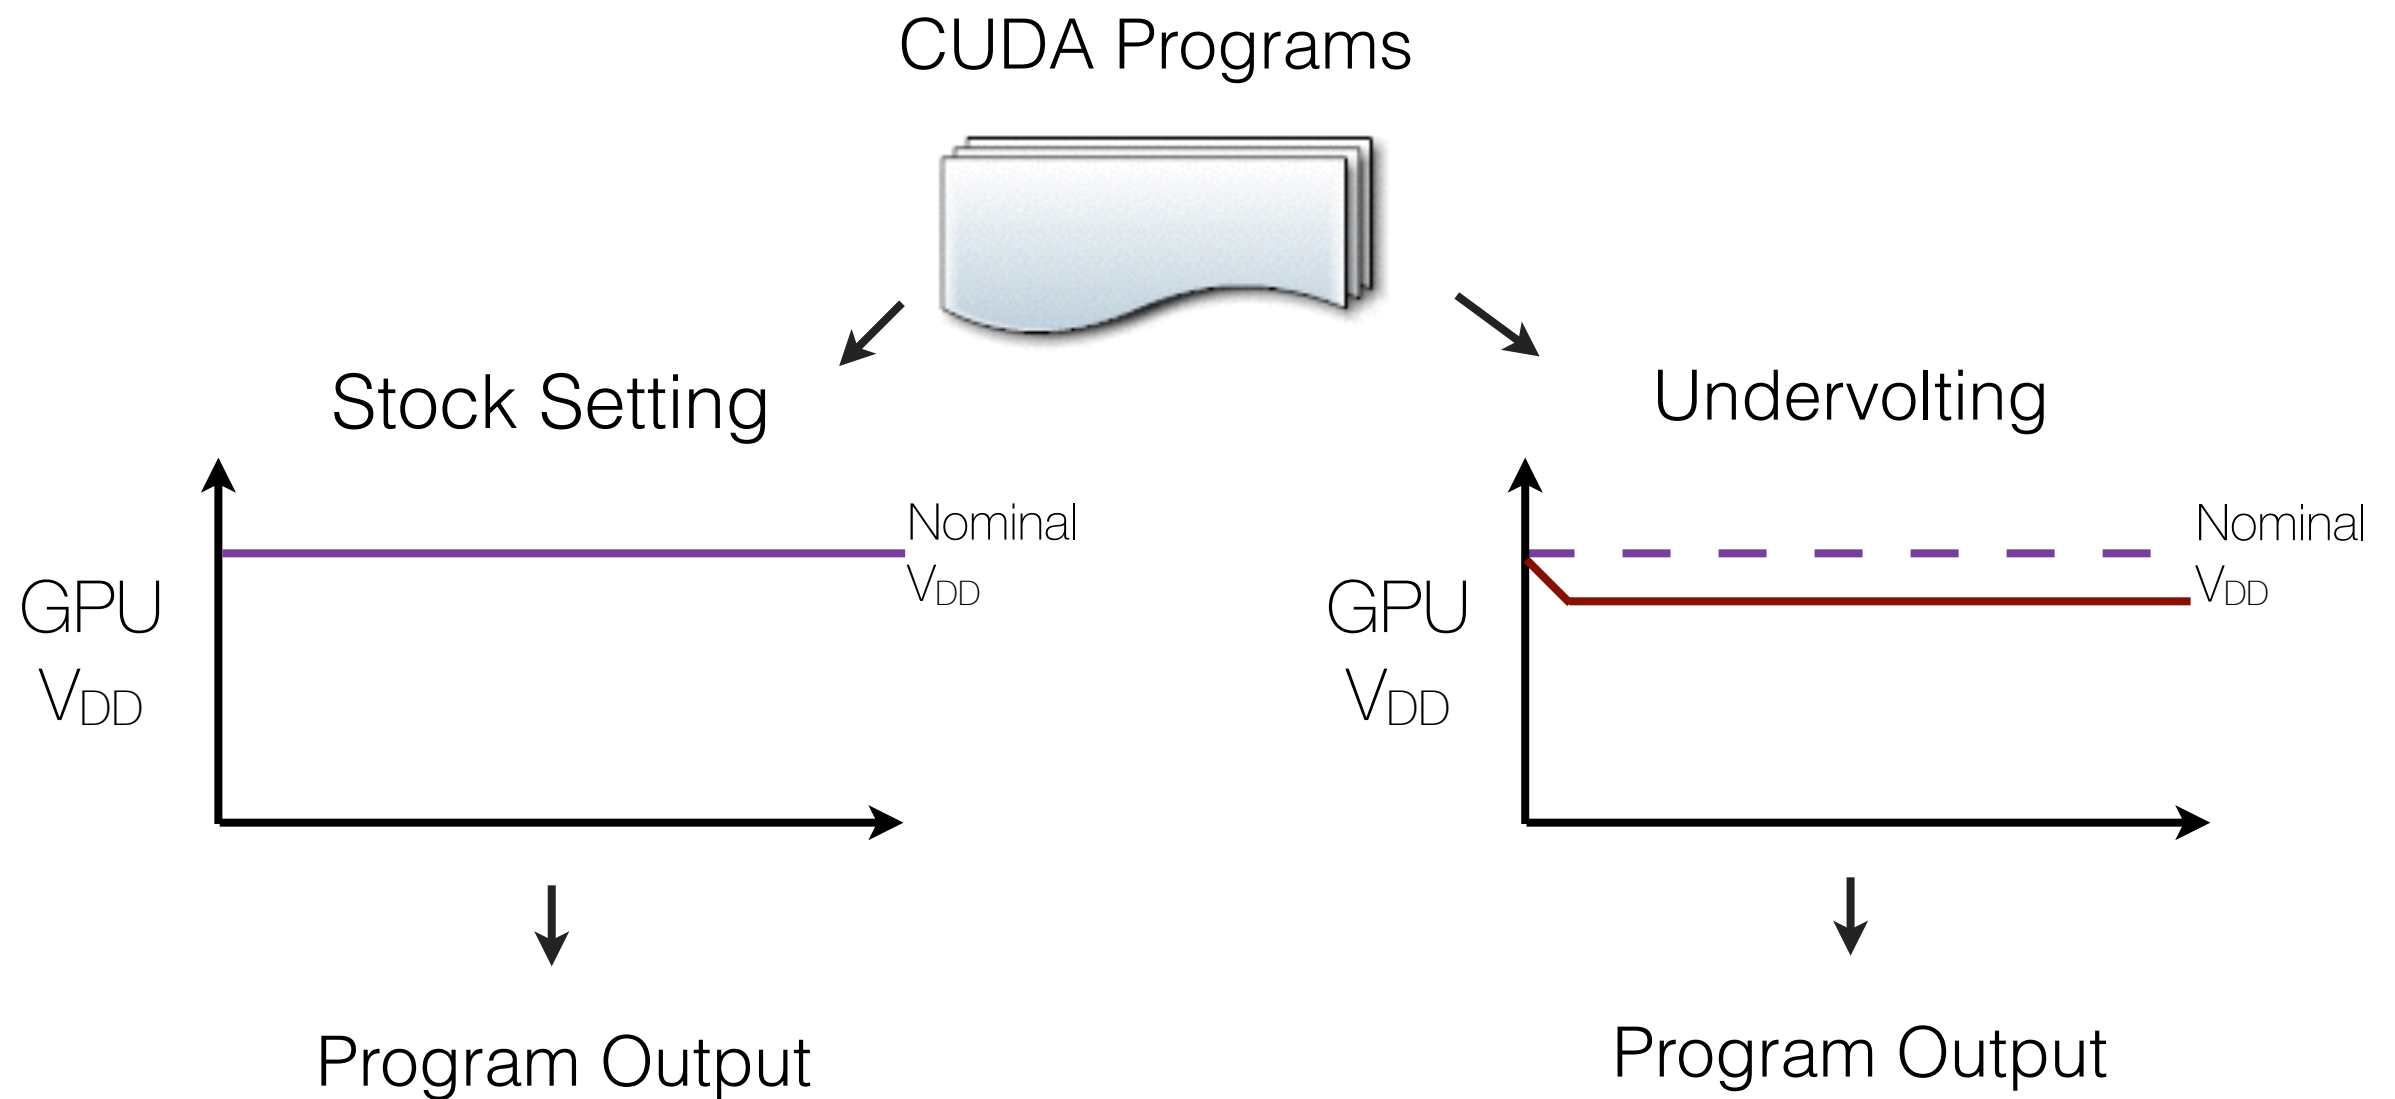 CUDA Programs
Stock Setting
Undervolting
Nominal
VDD
GPU
VDD
Nominal
VDD
GPU
VDD
Program Output
Program Output